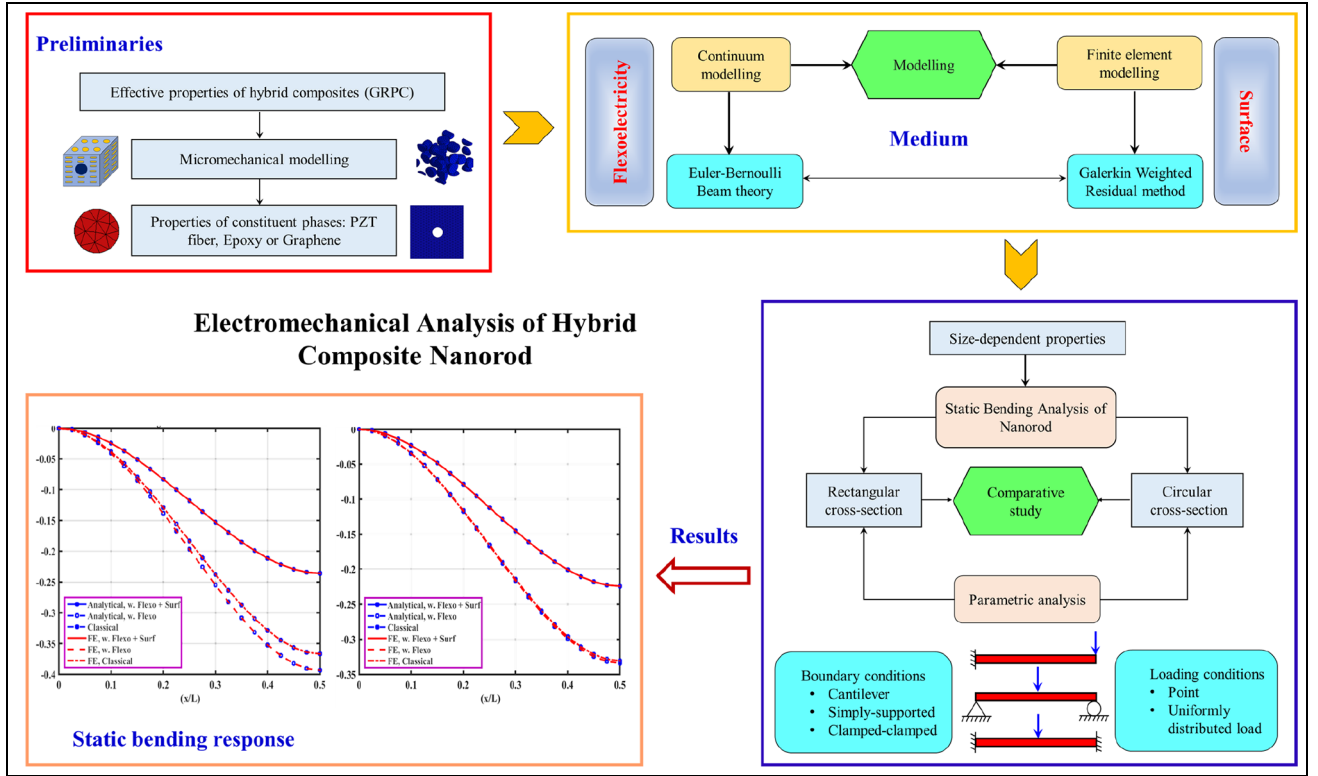 Preliminaries
Effective properties of hybrid composites (GRPC)
Micromechanical modelling
Properties of constituent phases: PZT
fiber, Epoxy or Graphene
Flexoelectricity
Continuum
modelling
Modelling
Finite element
modelling
Medium
Euler-Bernoulli
Beam theory
Galerkin Weighted
Residual method
Surface
Electromechanical Analysis of Hybrid
Composite Nanorod
Size-dependent properties
Static Bending Analysis of
Nanorod
Rectangular
cross-section
Comparative
study
Circular
cross-section
Parametric analysis
Boundary conditions
• Cantilever
• Simply-supported
• Clamped-clamped
Loading conditions
• Point
• Uniformly
distributed load
Results
0
-0.05
-0.1
-0.15
-0.2
-0.25
-0.3
-0.35
-0.4
Analytical, w. Flexo + Surf
Analytical, w. Flexo
Classical
FE, w. Flexo + Surf
FE, w. Flexo
FE, Classical
0 0.1 0.2 0.3 0.4 0.5
(x/L)
0
-0.05
-0.1
-0.15
-0.2
-0.25
-0.3
-0.35
Analytical, w. Flexo + Surf
Analytical, w. Flexo
Classical
FE, w. Flexo + Surf
FE, w. Flexo
FE, Classical
0 0.1 0.2 0.3 0.4 0.5
(x/L)
Static bending response